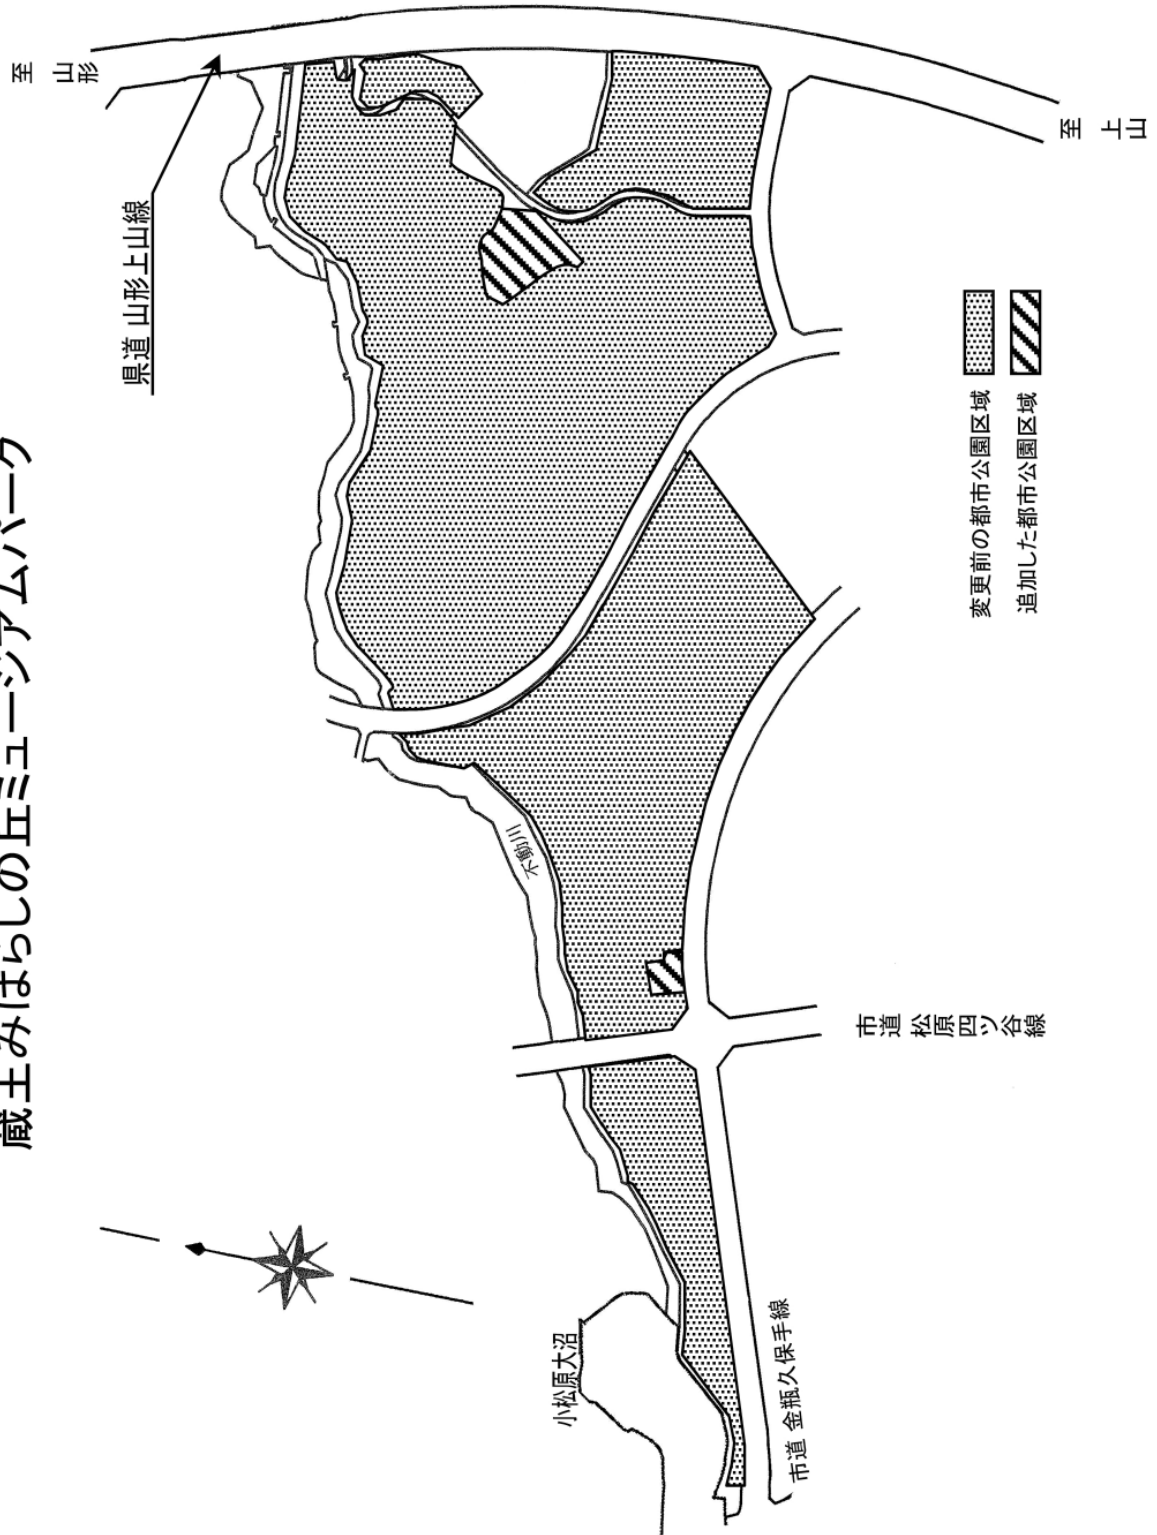 蔵王みはらしの丘ミュージアムパーク
至 山形
県道 山形上山線
至 上山
不動川
変更前の都市公園区域
追加した都市公園区域
市道 松原四ツ谷線
小松原大沼
市道 金瓶久保手線